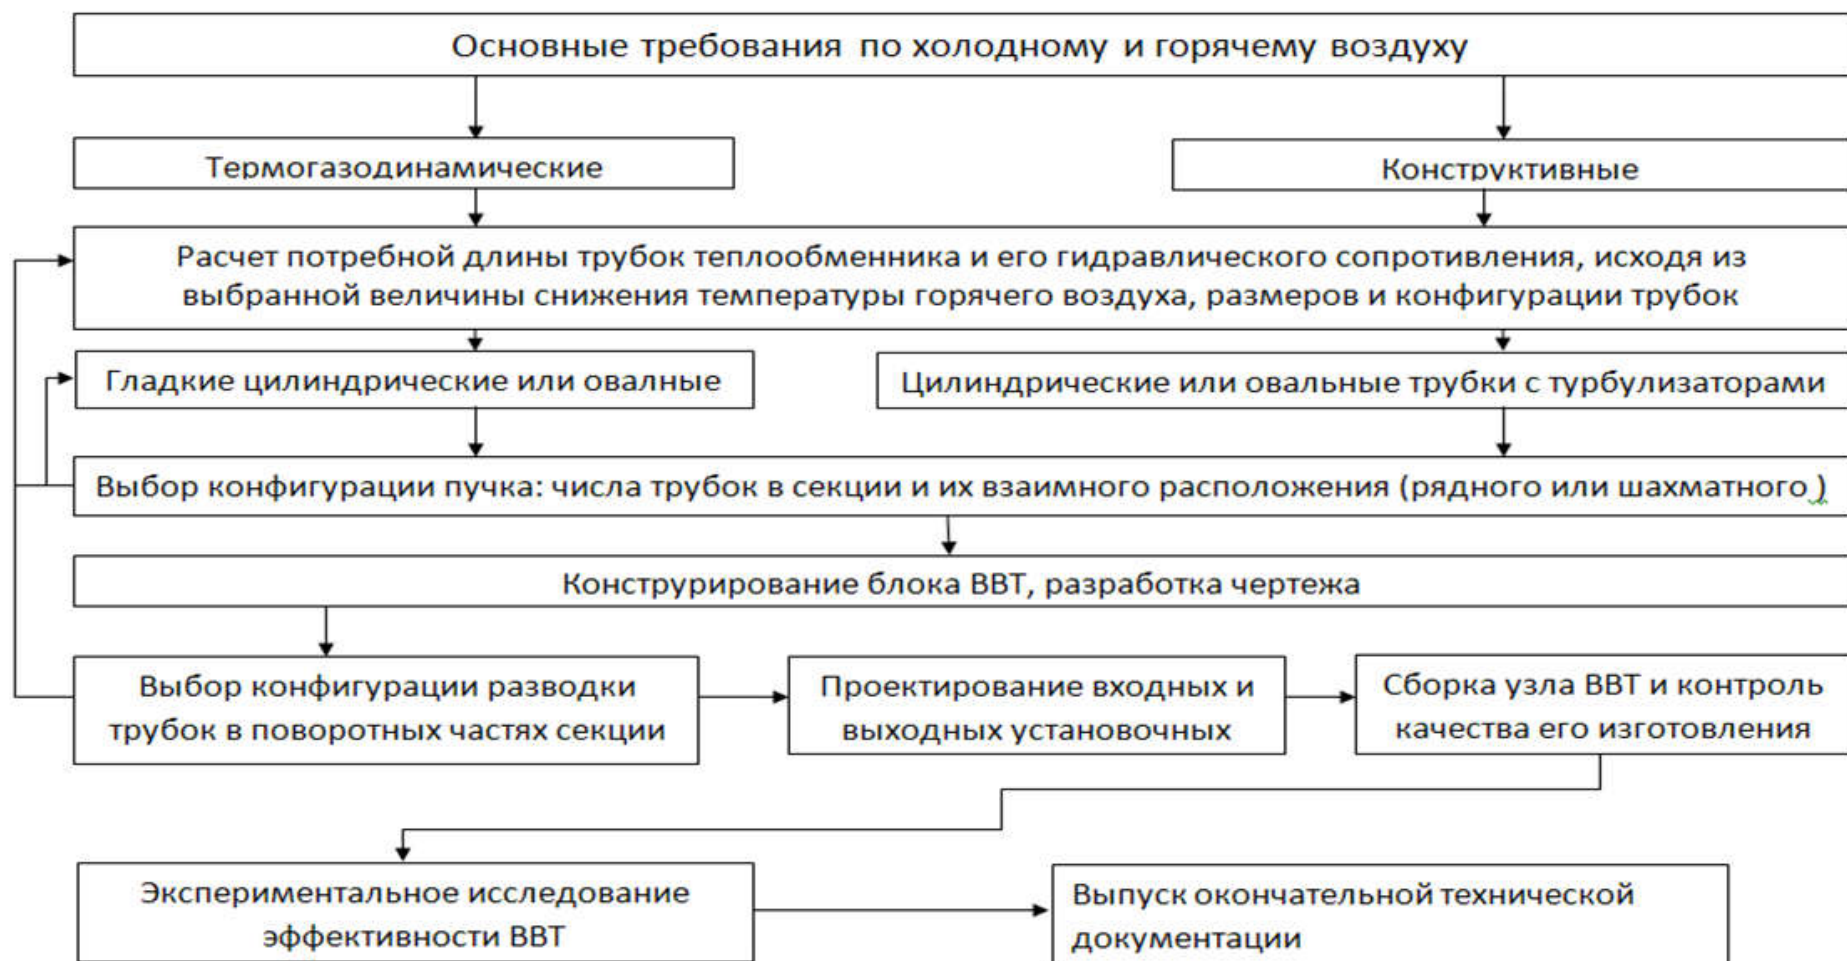 Основные требования по холодному и горячему воздуху
Термогазодинамические
Конструктивные
Расчет потребной длины трубок теплообменника и его гидравлического сопротивления, исходя из
выбранной величины снижения температуры горячего воздуха, размеров и конфигурации трубок
Гладкие цилиндрические или овалные
Цилиндрические или овальные трубки с турбулизаторами
Выбор конфигурации пучка: числа трубок в секции и их взаимного расположения (рядного или шахматного )
Конструрирование блока ВВТ, разработка чертежа
Выбор конфигурации разводки
трубок в поворотных частях секции
Проектирование входных и
выходных установочных
Сборка узла ВВТ и контроль
качества его изготовления
Экспериментальное исследование
эффективности ВВТ
Выпуск окончательной технической
документации